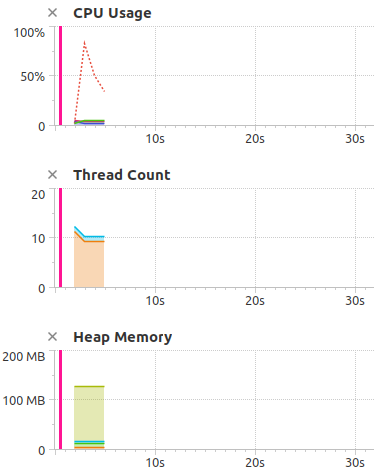 × CPU Usage
100%
50%
0
10s 20s 30s
× Thread Count
20
10
0
10s 20s 30s
× Heap Memory
200 MB
100 MB
0
10s 20s 30s